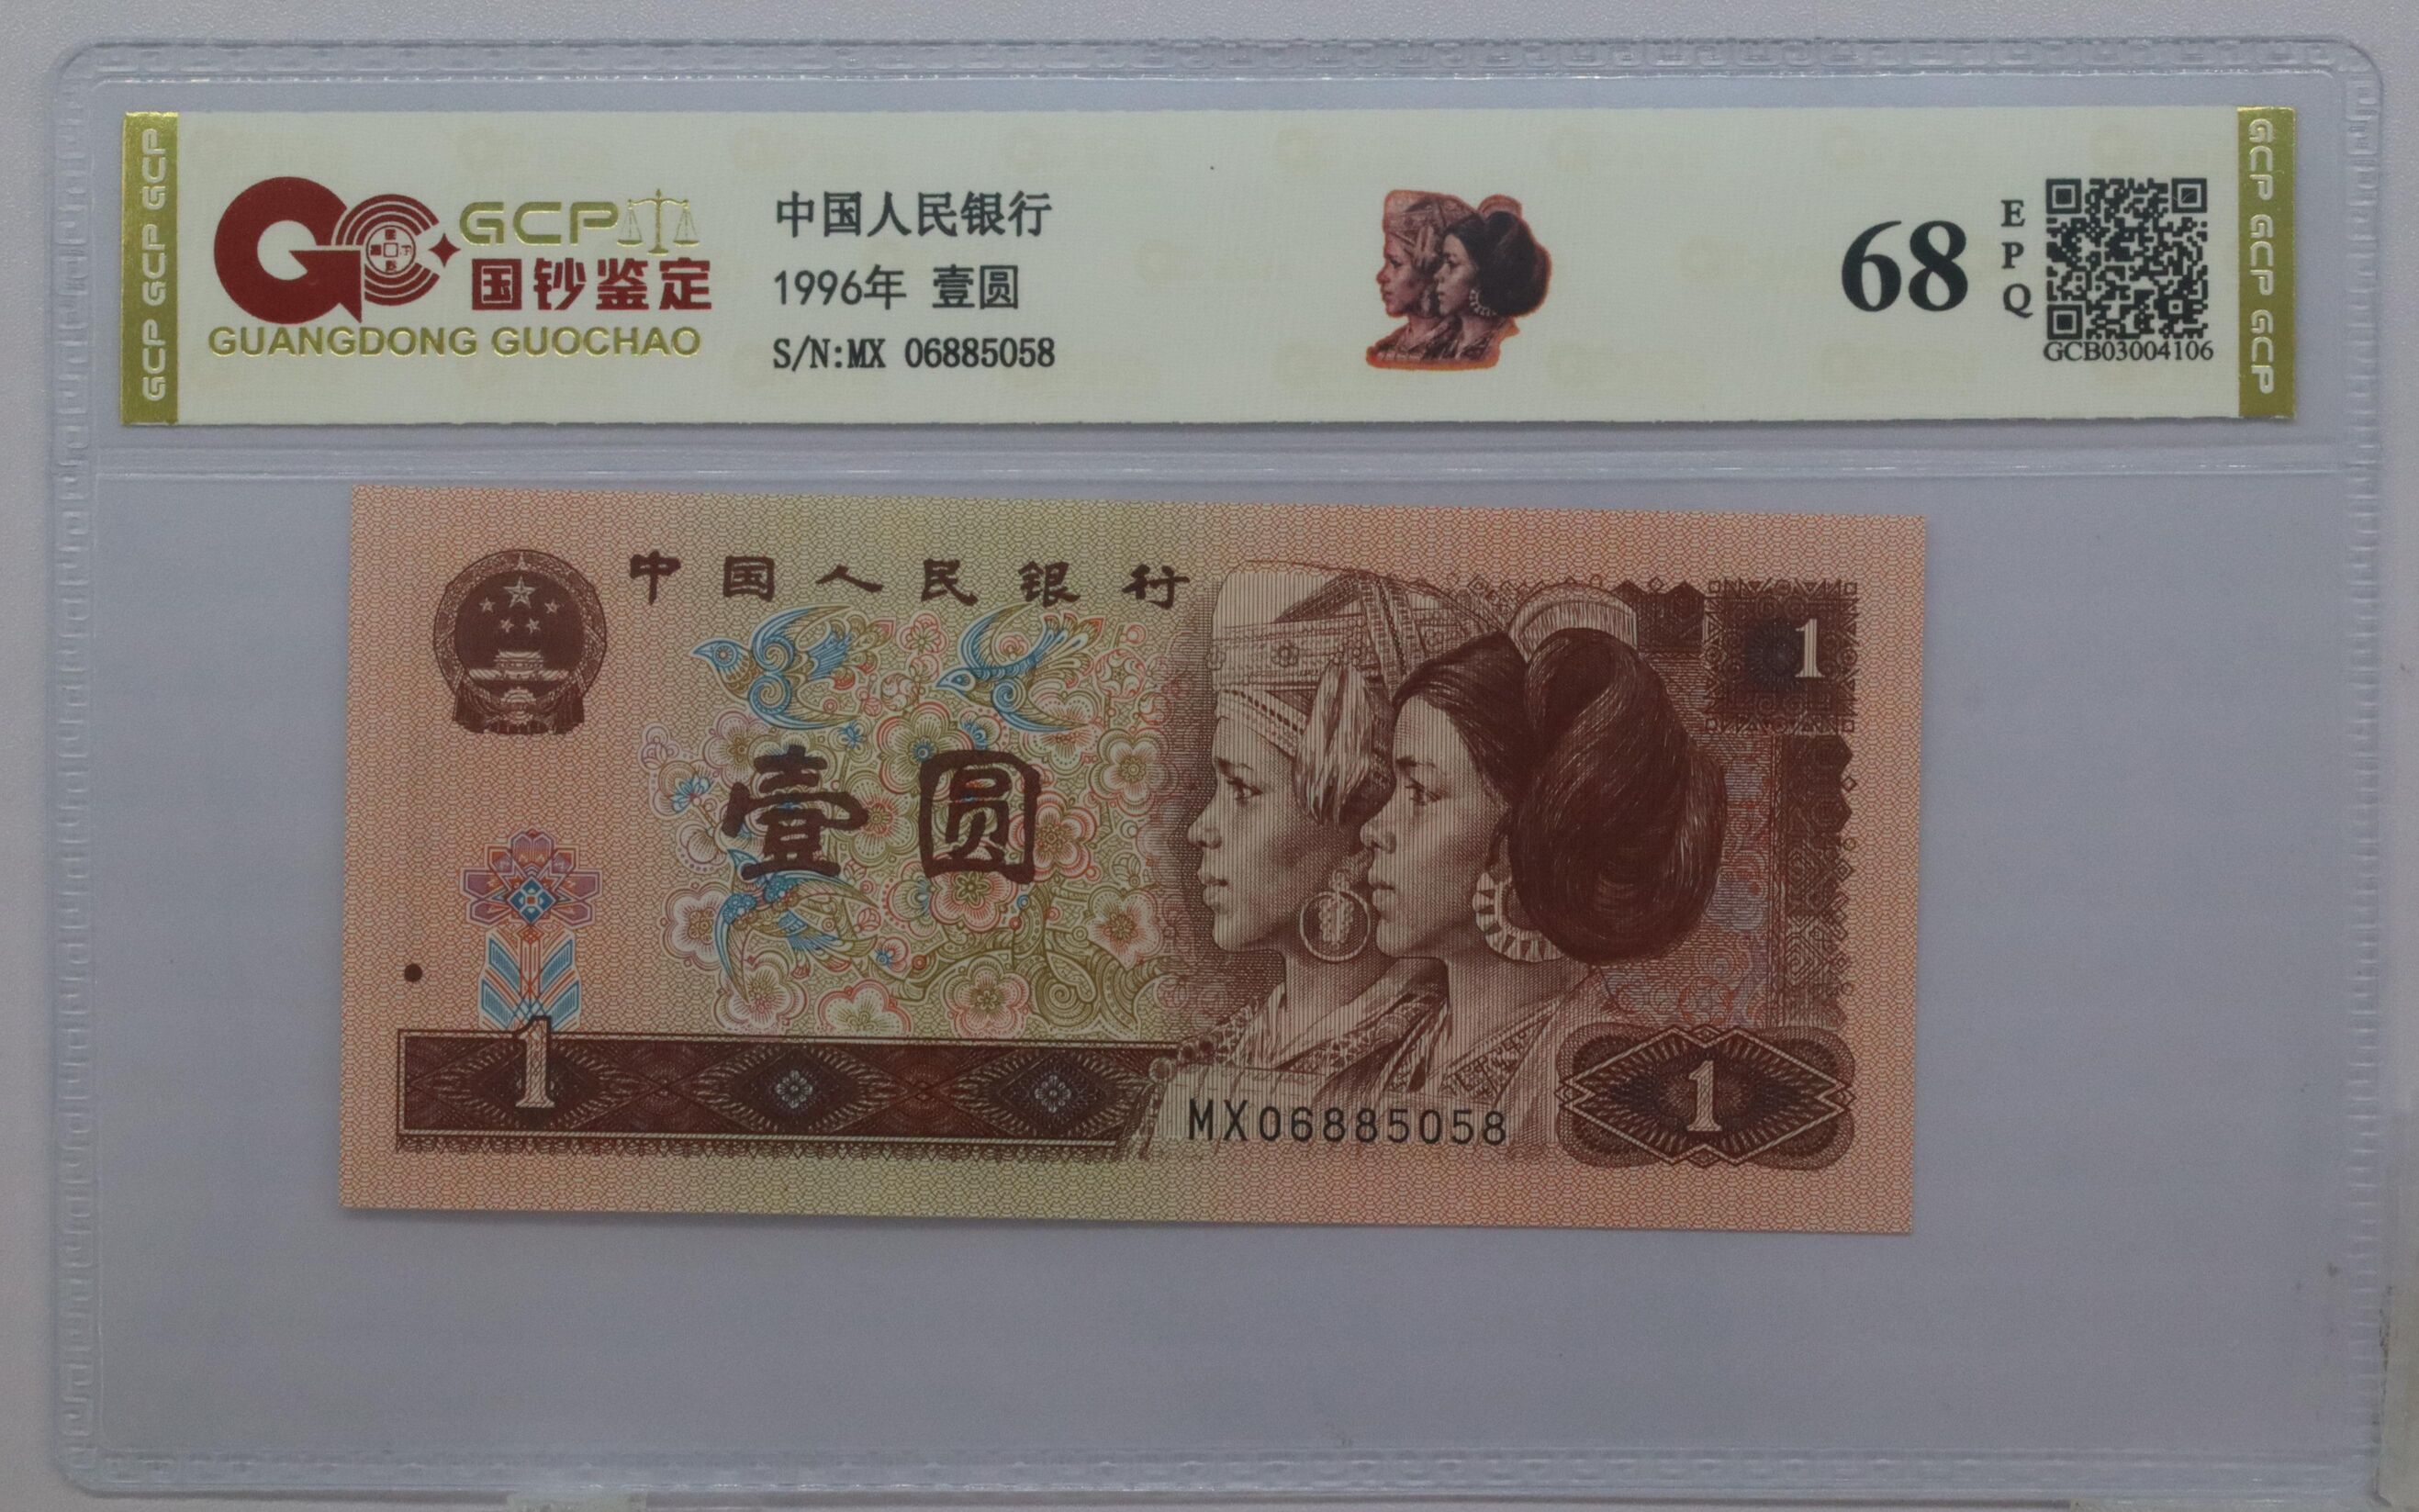 GCP GCP GCP
GCP
国钞鉴定
GUANGDONG GUOCHAO
中国人民银行
1996年 壹圆
S/N:MX 06885058
68
EPQ
GCB03004106
GCP GCP GCP
中国人民银行
1
壹圆
1
MX06885058
1